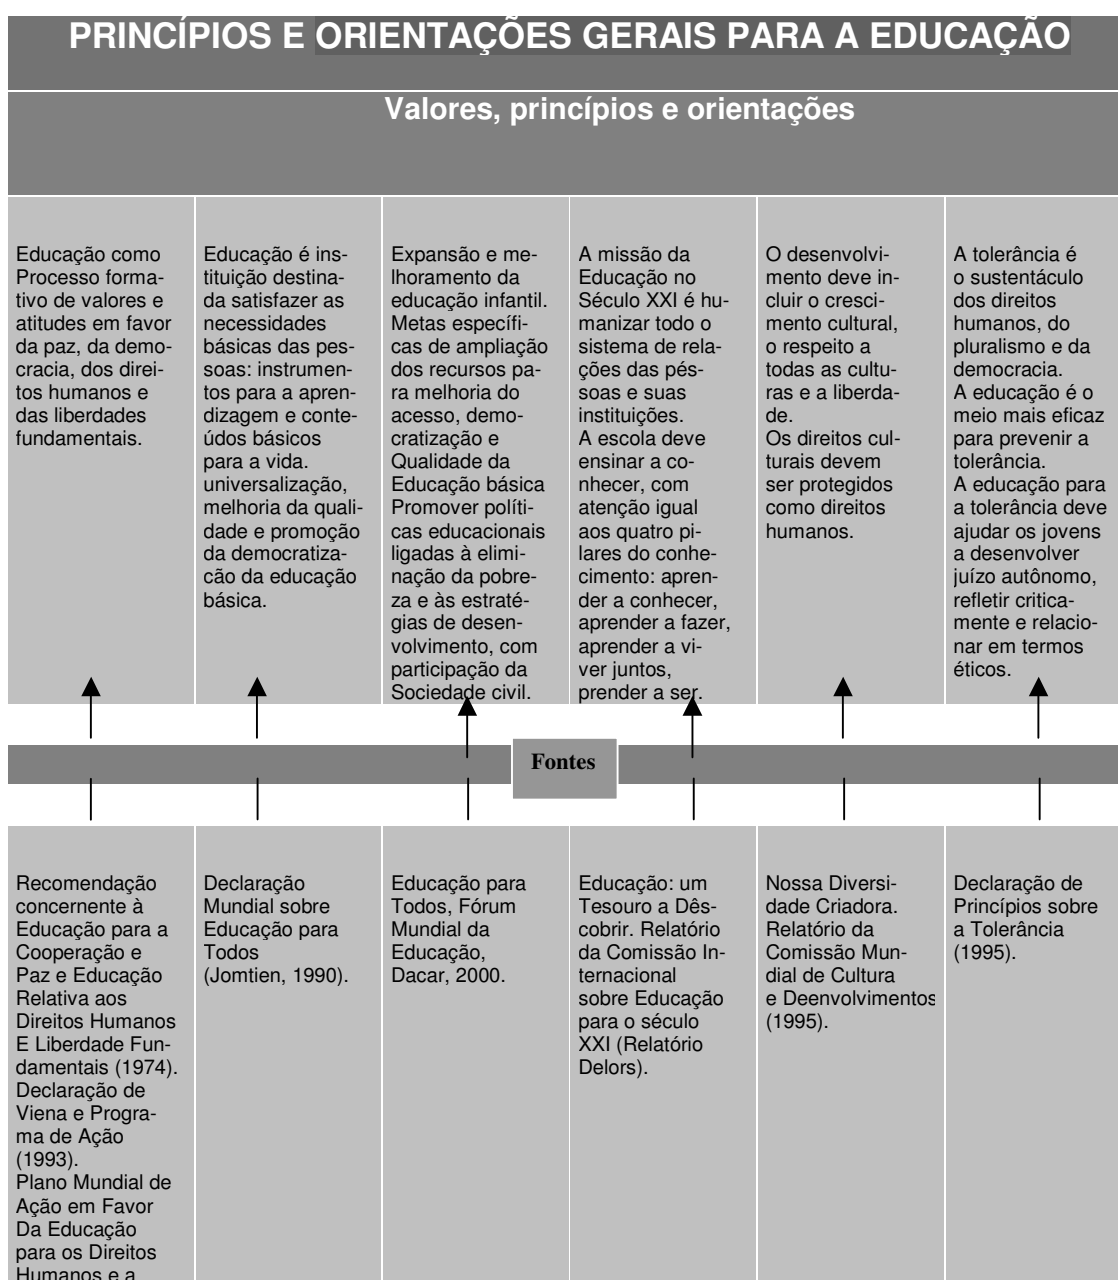 PRINCÍPIOS E ORIENTAÇÕES GERAIS PARA A EDUCAÇÃO
Valores, princípios e orientações
Educação como
Processo forma-
tivo de valores e
atitudes em favor
da paz, da demo-
cracia, dos direi-
tos humanos e
das liberdades
fundamentais.
Educação é ins-
tituição destina-
da satisfazer as
necessidades
básicas das pes-
soas: instrumen-
tos para a apren-
dizagem e conte-
údos básicos
para a vida.
universalização,
melhoria da quali-
dade e promoção
da democratiza-
cão da educação
básica.
Expansão e me-
lhoramento da
educação infantil.
Metas específi-
cas de ampliação
dos recursos pa-
ra melhoria do
acesso, demo-
cratização e
Qualidade da
Educação básica
Promover políti-
cas educacionais
ligadas à elimi-
nação da pobre-
za e às estraté-
gias de desen-
volvimento, com
participação da
Sociedade civil.
A missão da
Educação no
Século XXI é hu-
manizar todo o
sistema de rela-
ções das pés-
soas e suas
instituições.
A escola deve
ensinar a co-
nhecer, com
atenção igual
aos quatro pi-
lares do conhe-
cimento: apren-
der a conhecer,
aprender a fazer,
aprender a vi-
ver juntos,
prender a ser.
O desenvolvi-
mento deve in-
cluir o cresci-
mento cultural,
o respeito a
todas as cultu-
ras e a liberda-
de.
Os direitos cul-
turais devem
ser protegidos
como direitos
humanos.
A tolerância é
o sustentáculo
dos direitos
humanos, do
pluralismo e da
democracia.
A educação é o
meio mais eficaz
para prevenir a
tolerância.
A educação para
a tolerância deve
ajudar os jovens
a desenvolver
juízo autônomo,
refletir critica-
mente e relacio-
nar em termos
éticos.
Fontes
Recomendação
concernente à
Educação para a
Cooperação e
Paz e Educação
Relativa aos
Direitos Humanos
E Liberdade Fun-
damentais (1974).
Declaração de
Viena e Progra-
ma de Ação
(1993).
Plano Mundial de
Ação em Favor
Da Educação
para os Direitos
Humanos e a
Declaração
Mundial sobre
Educação para
Todos
(Jomtien, 1990).
Educação para
Todos, Fórum
Mundial da
Educação,
Dacar, 2000.
Educação: um
Tesouro a Dês-
cobrir. Relatório
da Comissão In-
ternacional
sobre Educação
para o século
XXI (Relatório
Delors).
Nossa Diversi-
dade Criadora.
Relatório da
Comissão Mun-
dial de Cultura
e Deenvolvimentos
(1995).
Declaração de
Princípios sobre
a Tolerância
(1995).